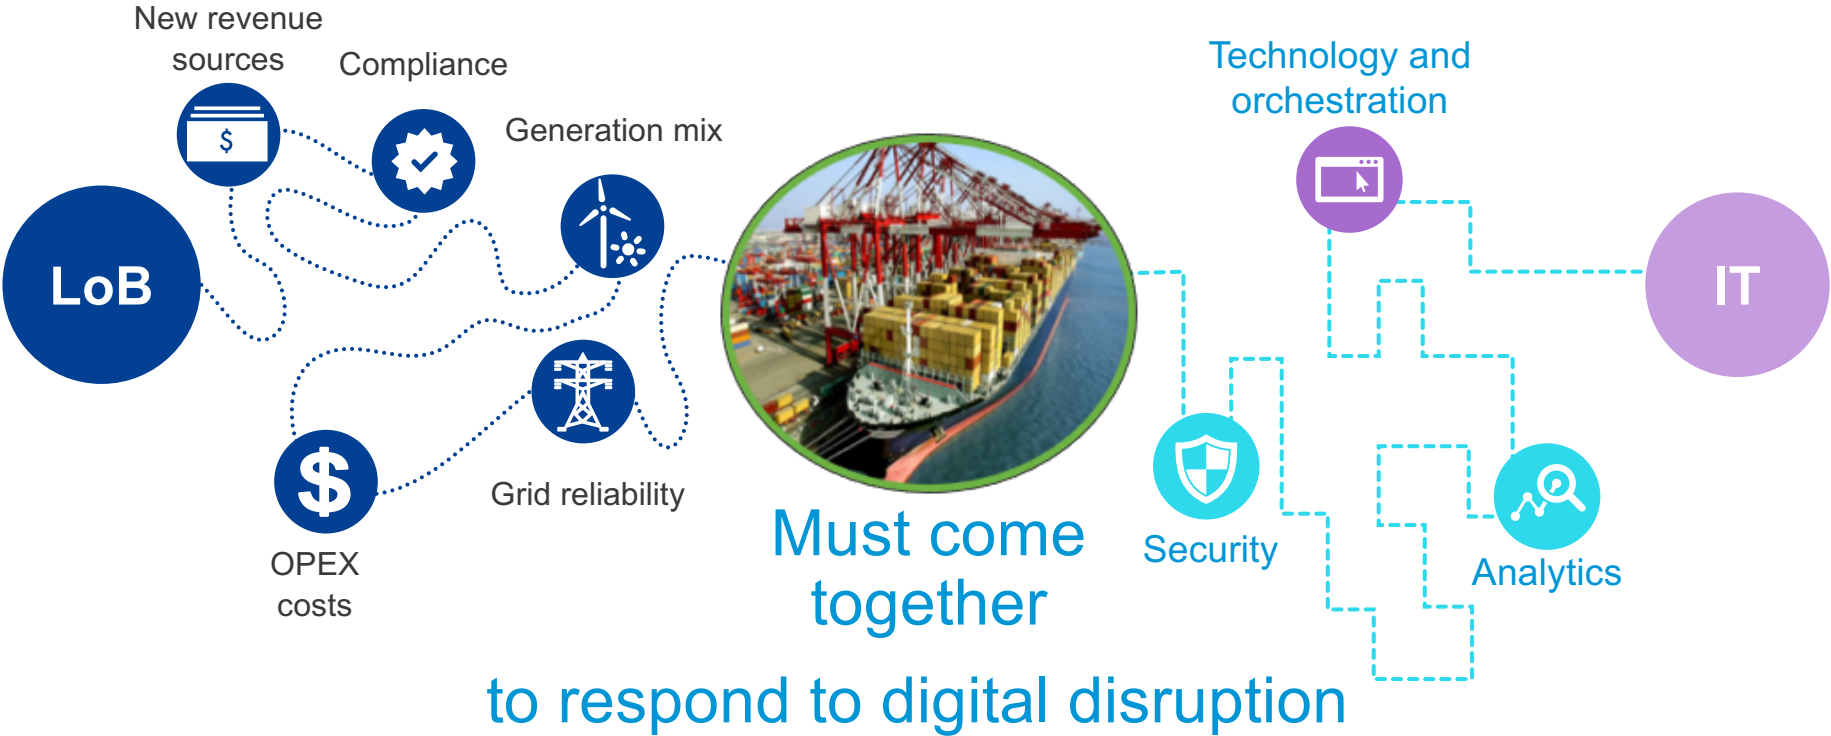 New revenue
sources
Compliance
Generation mix
$
LoB
$
OPEX
costs
Grid reliability
Must come
together
to respond to digital disruption
Technology and
orchestration
IT
Security
Analytics